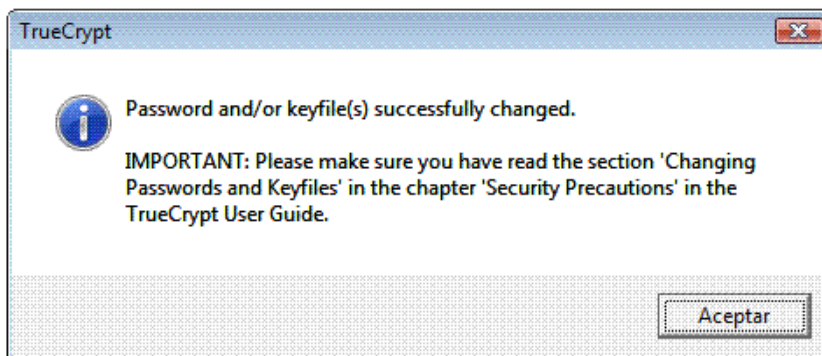 TrueCrypt
Password and/or keyfile(s) successfully changed.
IMPORTANT: Please make sure you have read the section 'Changing
Passwords and Keyfiles' in the chapter 'Security Precautions' in the
TrueCrypt User Guide.
Aceptar